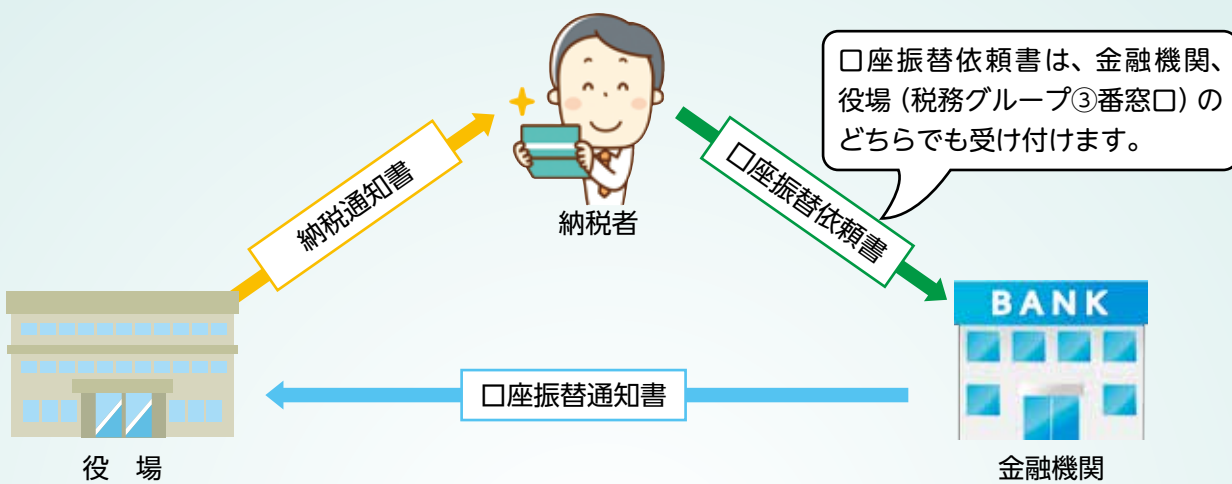 口座振替依頼書は、金融機関、
役場（税務グループ③番窓口）の
どちらでも受け付けます。
納税通知書
納税者
口座振替依頼書
BANK
口座振替通知書
役　場
金融機関